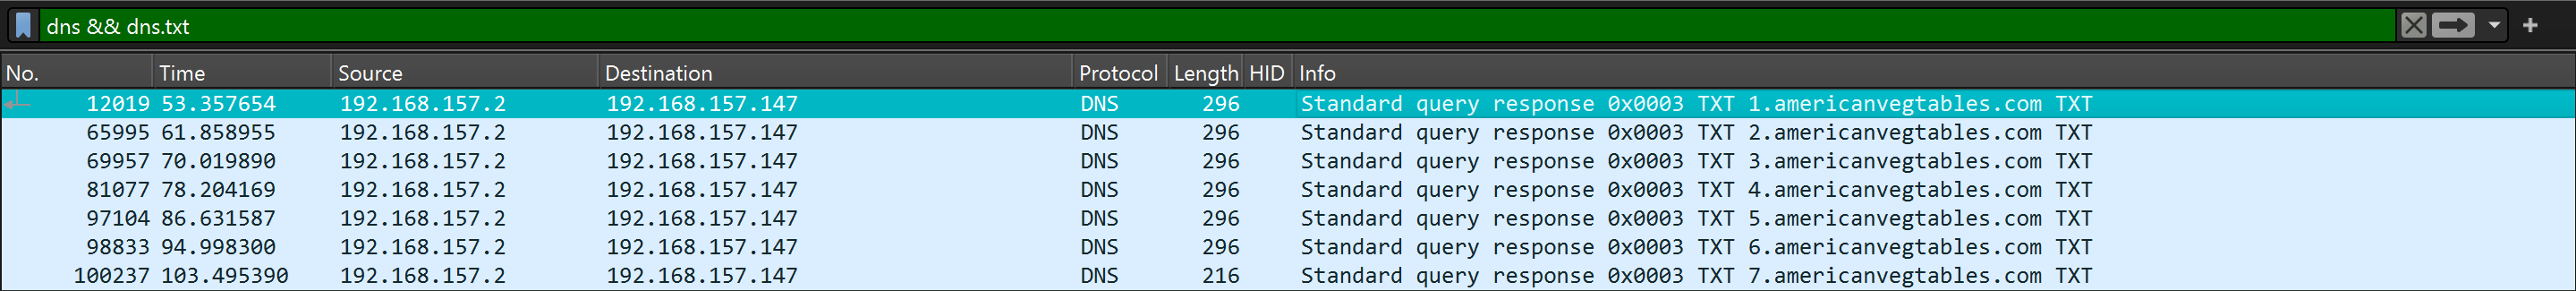 dns && dns.txt
No. Time Source Destination Protocol Length HID Info
12019 53.357654 192.168.157.2 192.168.157.147 DNS 296 Standard query response 0x0003 TXT 1.americanvegtables.com TXT
65995 61.858955 192.168.157.2 192.168.157.147 DNS 296 Standard query response 0x0003 TXT 2.americanvegtables.com TXT
69957 70.019890 192.168.157.2 192.168.157.147 DNS 296 Standard query response 0x0003 TXT 3.americanvegtables.com TXT
81077 78.204169 192.168.157.2 192.168.157.147 DNS 296 Standard query response 0x0003 TXT 4.americanvegtables.com TXT
97104 86.631587 192.168.157.2 192.168.157.147 DNS 296 Standard query response 0x0003 TXT 5.americanvegtables.com TXT
98833 94.998300 192.168.157.2 192.168.157.147 DNS 296 Standard query response 0x0003 TXT 6.americanvegtables.com TXT
100237 103.495390 192.168.157.2 192.168.157.147 DNS 216 Standard query response 0x0003 TXT 7.americanvegtables.com TXT